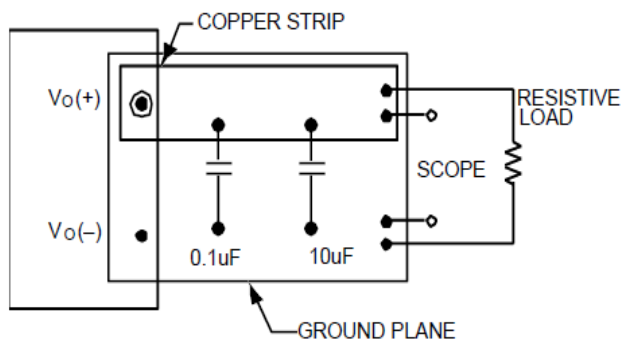 COPPER STRIP
VO(+)
RESISTIVE
LOAD
SCOPE
VO(–)
0.1uF
10uF
GROUND PLANE